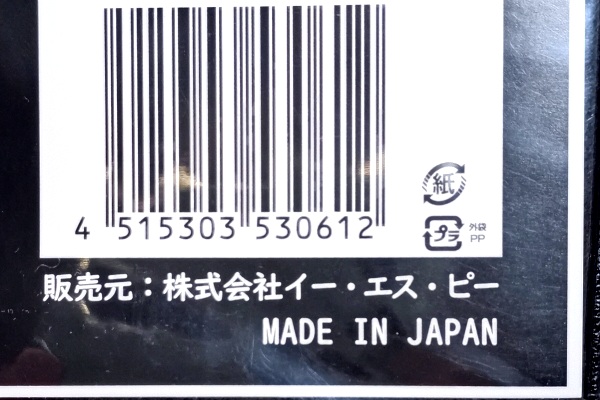 紙
プラ 外袋
PP
4 515303 530612
販売元：株式会社イー・エス・ピー
MADE IN JAPAN